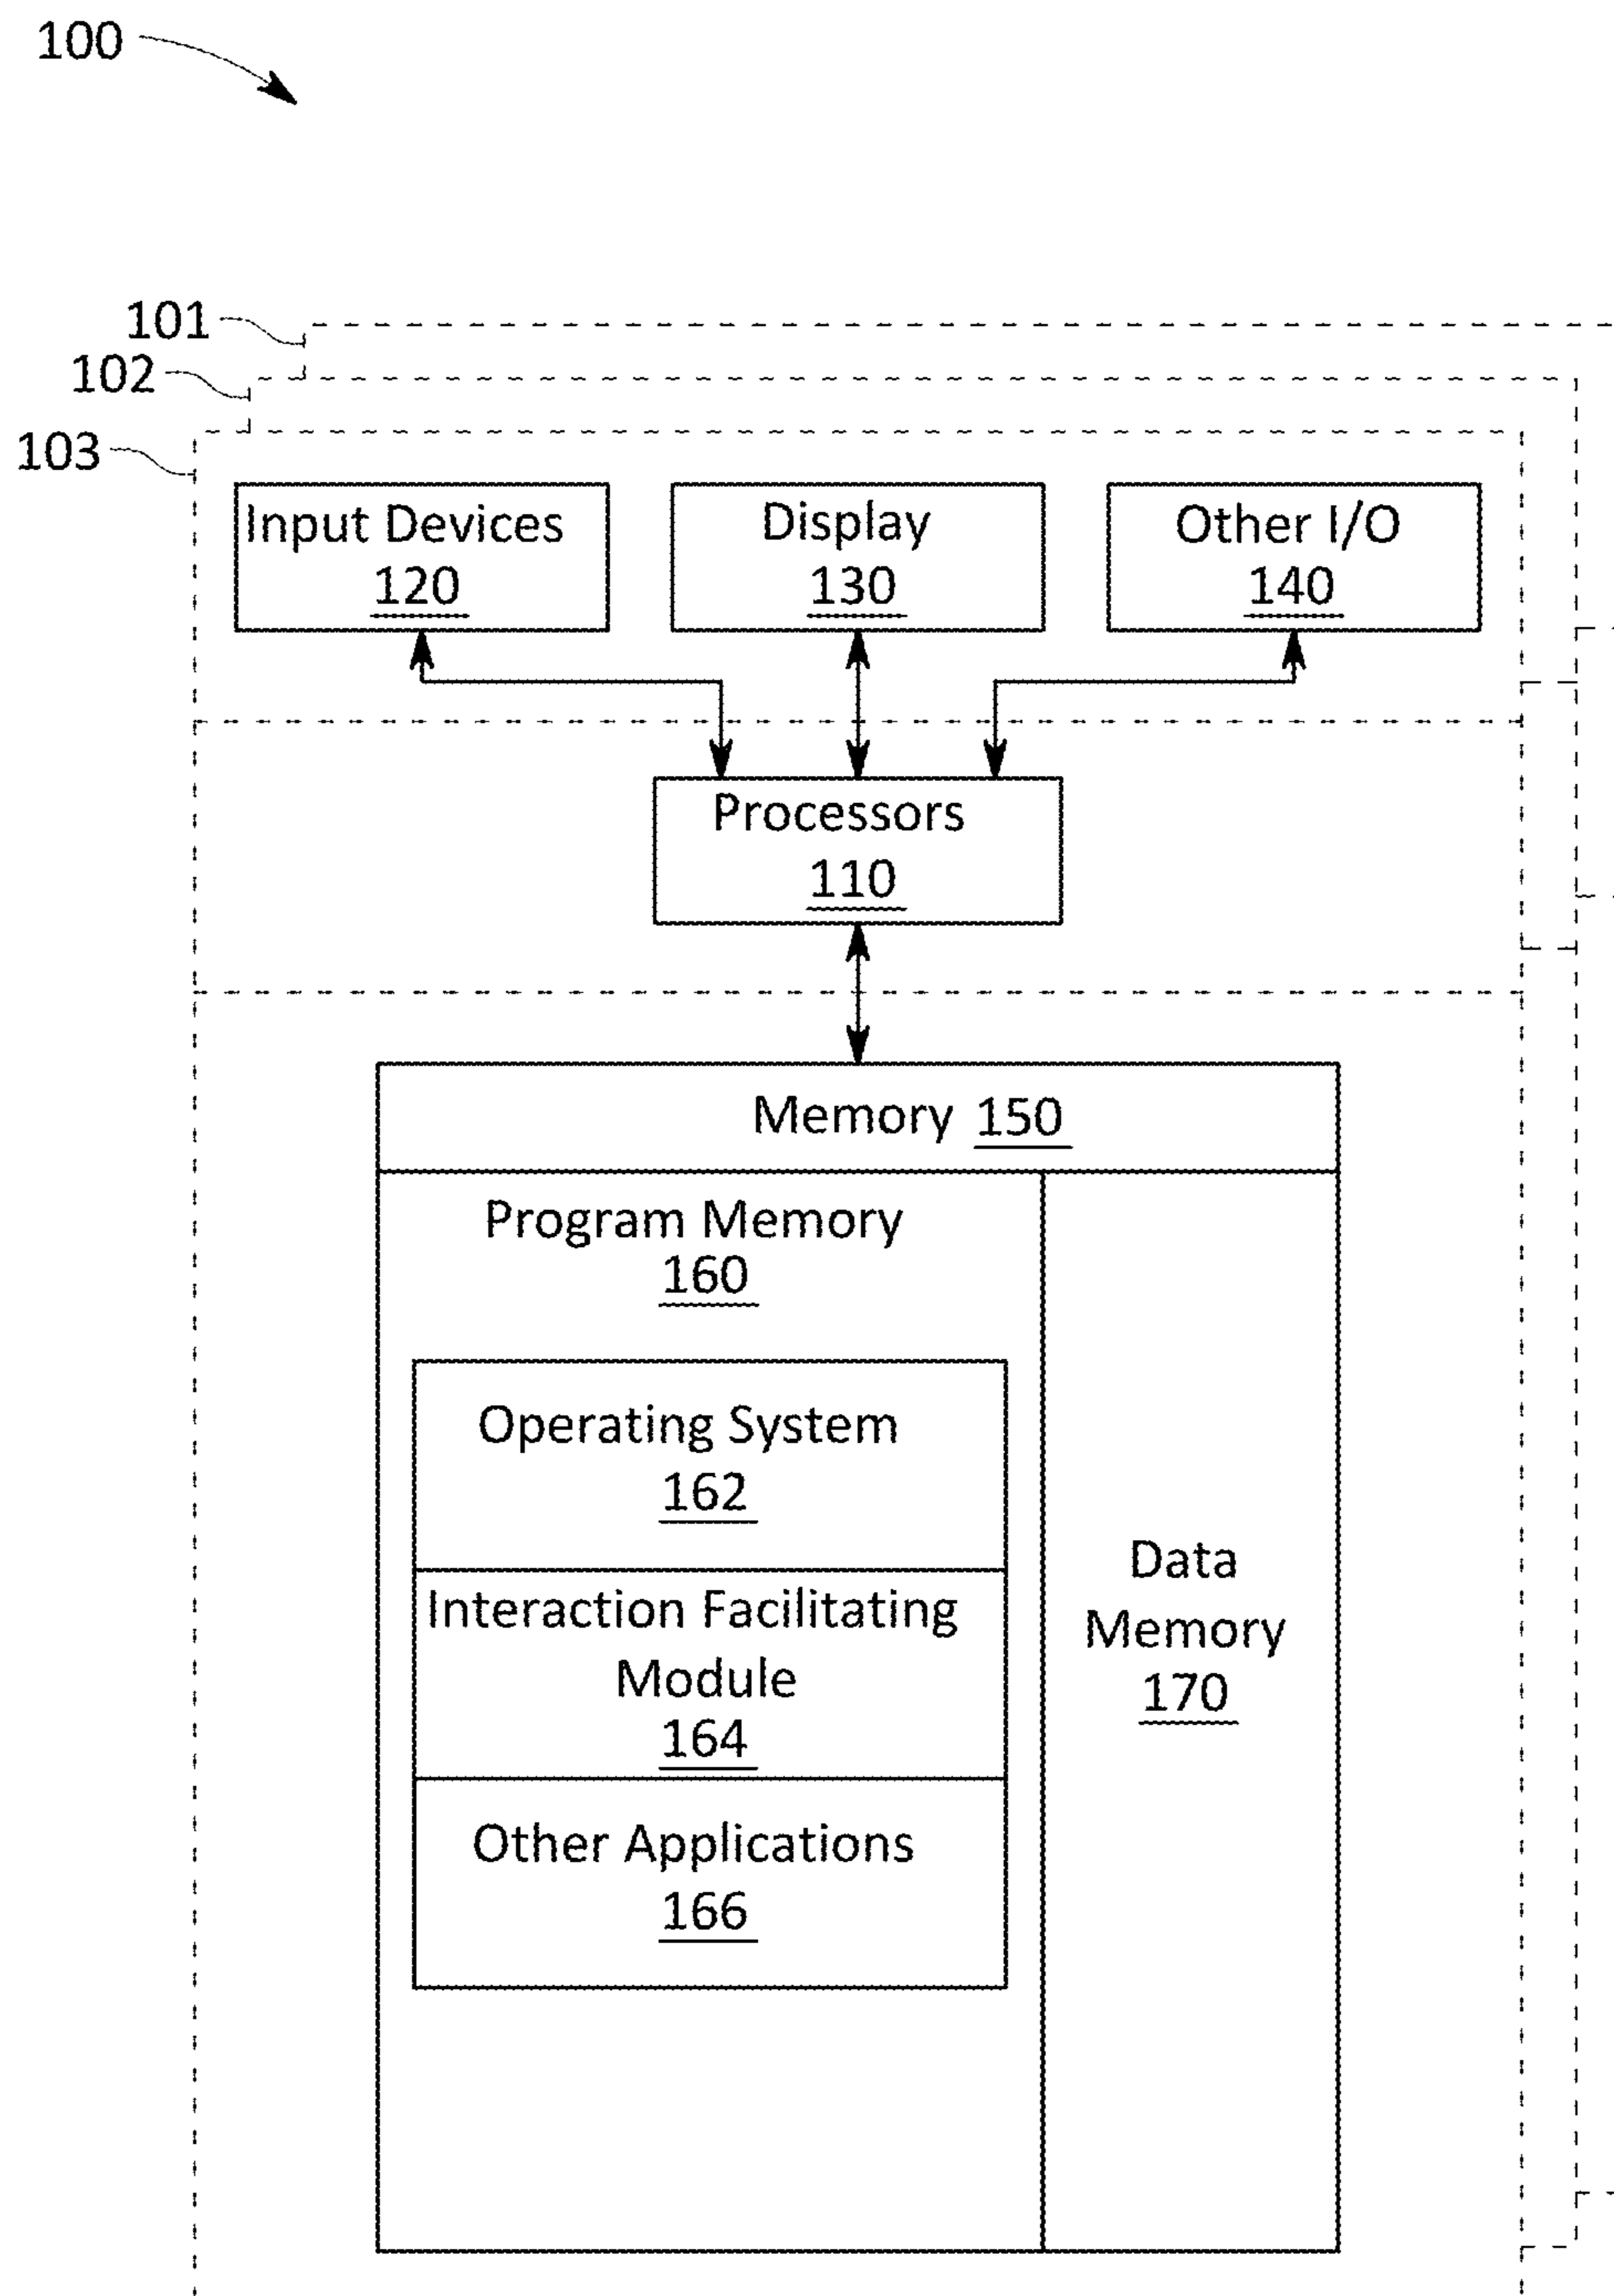 100
101
102
103
Input Devices
120
Display
130
Other I/O
140
Processors
110
Memory 150
Program Memory
160
Operating System
162
Interaction Facilitating
Module
164
Other Applications
166
Data
Memory
170